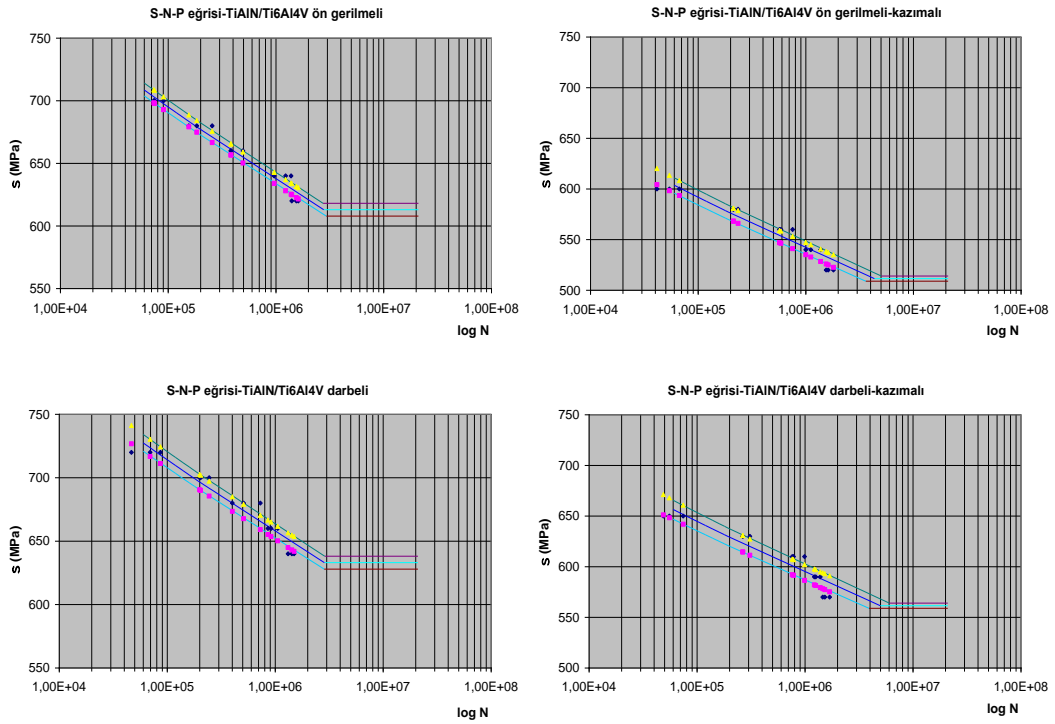 S-N-P eğrisi-TiAlN/Ti6Al4V ön gerilmeli
750
700
650
600
550
s (MPa)
1,00E+04 1,00E+05 1,00E+06 1,00E+07 1,00E+08
log N
S-N-P eğrisi-TiAlN/Ti6Al4V ön gerilmeli-kazımalı
750
700
650
600
550
500
s (MPa)
1,00E+04 1,00E+05 1,00E+06 1,00E+07 1,00E+08
log N
S-N-P eğrisi-TiAlN/Ti6Al4V darbeli
750
700
650
600
550
s (MPa)
1,00E+04 1,00E+05 1,00E+06 1,00E+07 1,00E+08
log N
S-N-P eğrisi-TiAlN/Ti6Al4V darbeli-kazımalı
750
700
650
600
550
500
s (MPa)
1,00E+04 1,00E+05 1,00E+06 1,00E+07 1,00E+08
log N